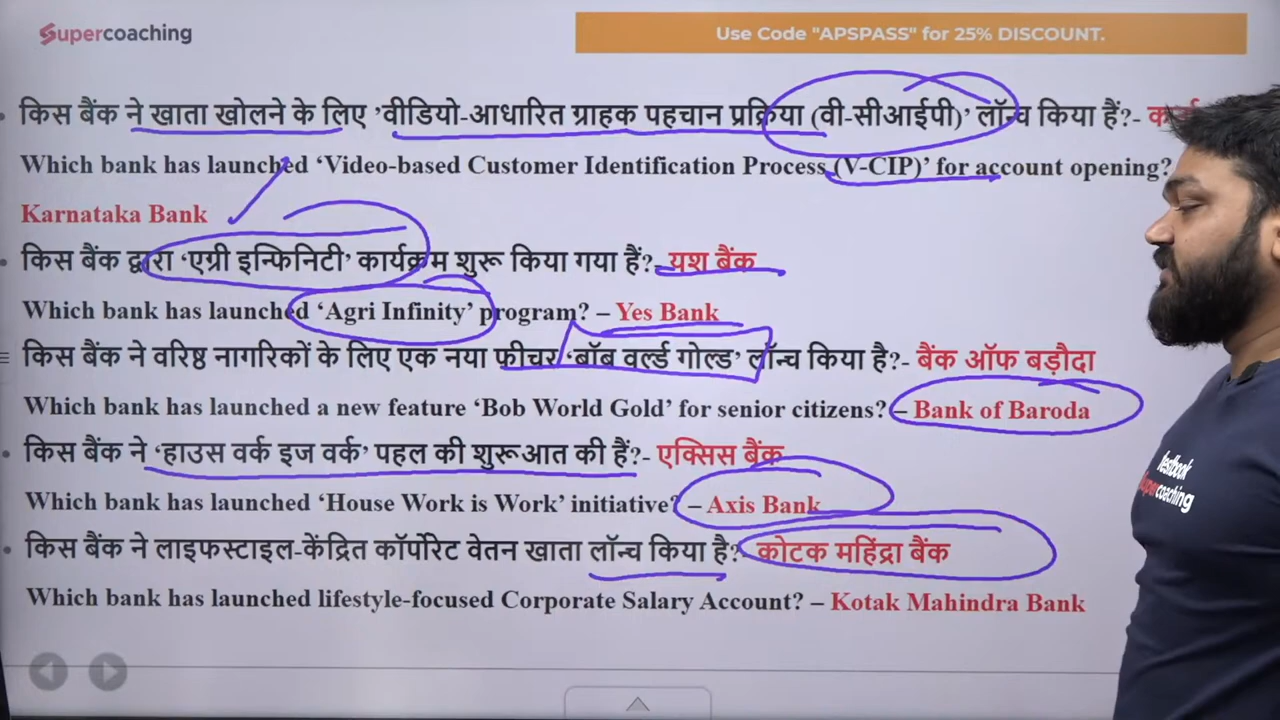 Supercoaching
Use Code "APSPASS" for 25% DISCOUNT.
किस बैंक ने खाता खोलने के लिए 'वीडियो-आधारित ग्राहक पहचान प्रक्रिया (वी-सीआईपी)' लॉन्च किया हैं?-
Which bank has launched ‘Video-based Customer Identification Process (V-CIP)’ for account opening?
Karnataka Bank
किस बैंक द्वारा ‘एग्री इन्फिनिटी’ कार्यक्रम शुरू किया गया हैं?- यश बैंक
Which bank has launched ‘Agri Infinity’ program? – Yes Bank
किस बैंक ने वरिष्ठ नागरिकों के लिए एक नया फीचर ‘बॉब वर्ल्ड गोल्ड’ लॉन्च किया है?- बैंक ऑफ बड़ौदा
Which bank has launched a new feature ‘Bob World Gold’ for senior citizens? – Bank of Baroda
किस बैंक ने ‘हाउस वर्क इज वर्क’ पहल की शुरूआत की हैं?- एक्सिस बैंक
Which bank has launched ‘House Work is Work’ initiative? – Axis Bank
किस बैंक ने लाइफस्टाइल-केंद्रित कॉर्पोरेट वेतन खाता लॉन्च किया है?- कोटक महिंद्रा बैंक
Which bank has launched lifestyle-focused Corporate Salary Account? – Kotak Mahindra Bank
testbook
Supercoaching